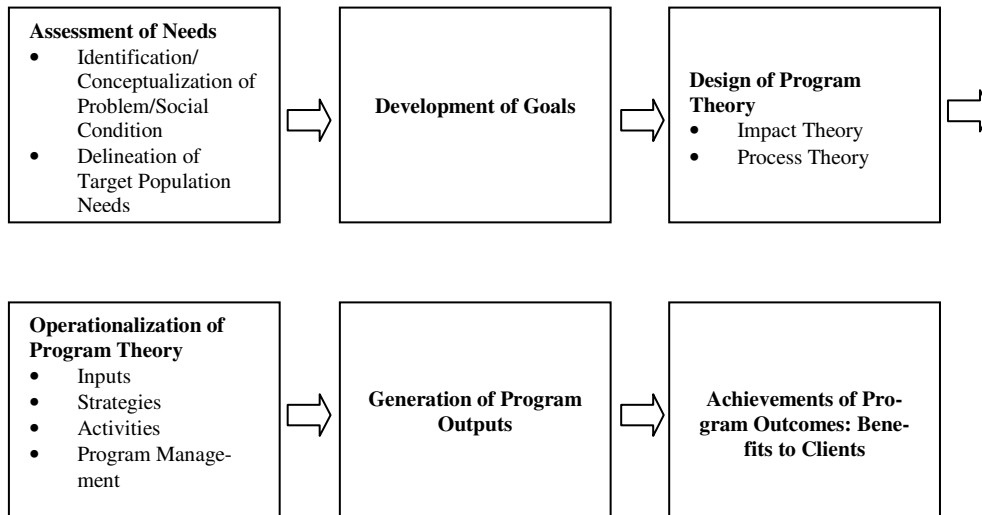 Assessment of Needs
• Identification/
Conceptualization of
Problem/Social
Condition
• Delineation of
Target Population
Needs
Development of Goals
Design of Program
Theory
• Impact Theory
• Process Theory
Operationalization of
Program Theory
• Inputs
• Strategies
• Activities
• Program Manage-
ment
Generation of Program
Outputs
Achievements of Pro-
gram Outcomes: Bene-
fits to Clients